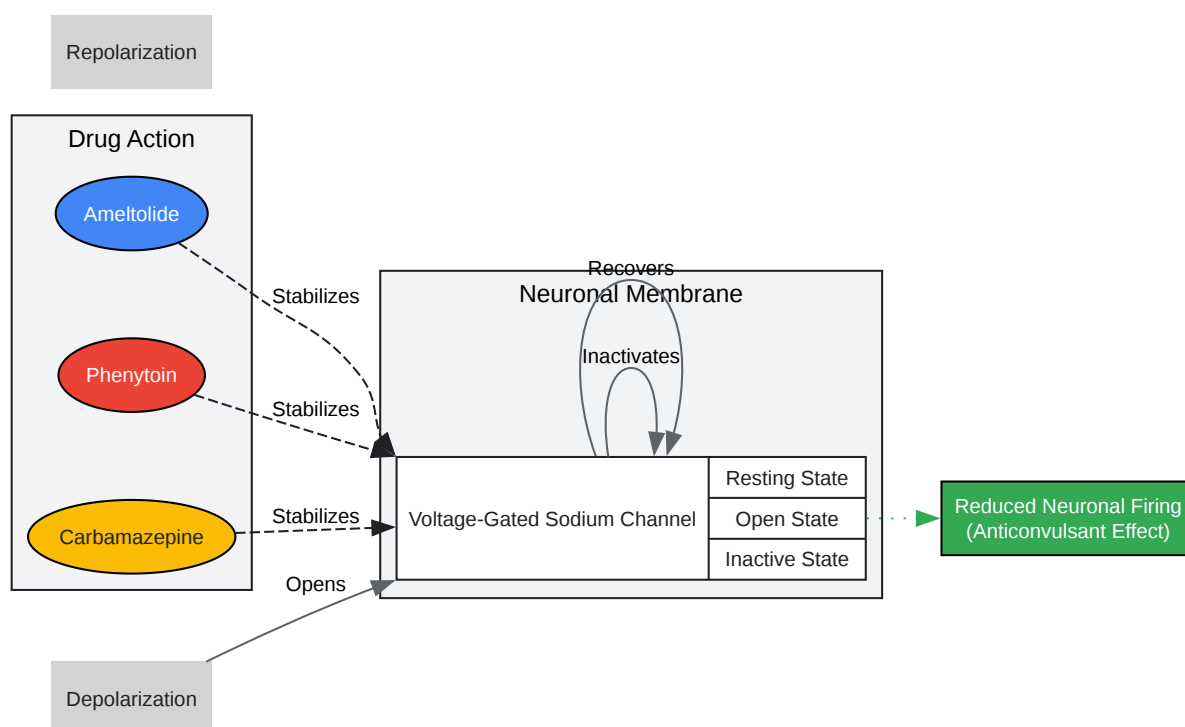 Repolarization
Drug Action
Ameltolide
Stabilizes
Phenytoin
Stabilizes
Carbamazepine
Stabilizes
Opens
Depolarization
Recovers
Neuronal Membrane
Inactivates
Voltage-Gated Sodium Channel
Resting State
Open State
Inactive State
Reduced Neuronal Firing
(Anticonvulsant Effect)